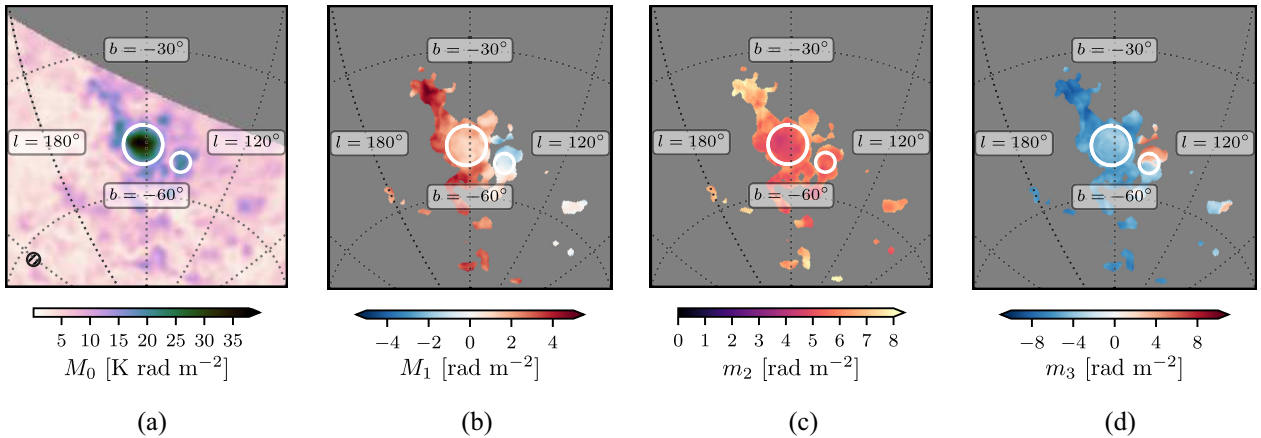 b = −30°
l = 180°
l = 120°
b = −60°
5 10 15 20 25 30 35
M₀ [K rad m⁻²]
(a)
b = −30°
l = 180°
l = 120°
b = −60°
−4 −2 0 2 4
M₁ [rad m⁻²]
(b)
b = −30°
l = 180°
l = 120°
b = −60°
0 1 2 3 4 5 6 7 8
m₂ [rad m⁻²]
(c)
b = −30°
l = 180°
l = 120°
b = −60°
−8 −4 0 4 8
m₃ [rad m⁻²]
(d)